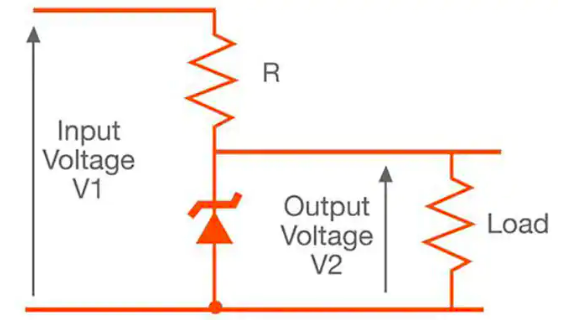 R
Input
Voltage
V1
Output
Voltage
V2
Load